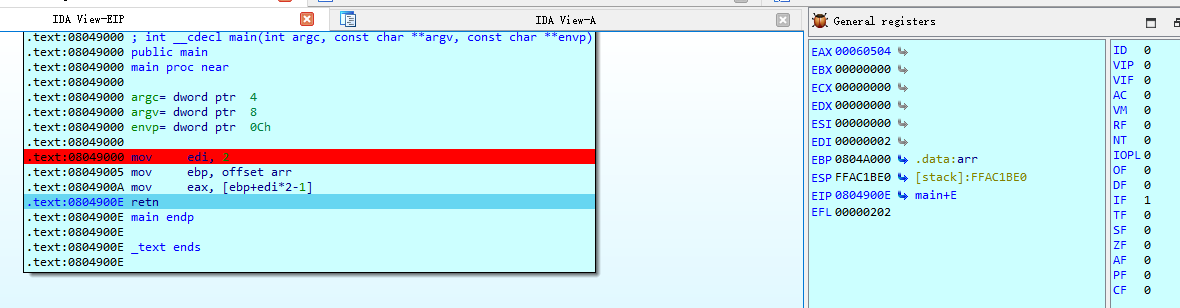 IDA View-EIP
IDA View-A
General registers
.text:08049000 ; int __cdecl main(int argc, const char **argv, const char **envp)
.text:08049000 public main
.text:08049000 main proc near
.text:08049000
.text:08049000 argc= dword ptr  4
.text:08049000 argv= dword ptr  8
.text:08049000 envp= dword ptr  0Ch
.text:08049000
.text:08049000 mov     edi, 2
.text:08049005 mov     ebp, offset arr
.text:0804900A mov     eax, [ebp+edi*2-1]
.text:0804900E retn
.text:0804900E main endp
.text:0804900E
.text:0804900E _text ends
.text:0804900E
EAX 00060504
EBX 00000000
ECX 00000000
EDX 00000000
ESI 00000000
EDI 00000002
EBP 0804A000 .data:arr
ESP FFAC1BE0 [stack]:FFAC1BE0
EIP 0804900E main+E
EFL 00000202
ID 0
VIP 0
VIF 0
AC 0
VM 0
RF 0
NT 0
IOPL 0
OF 0
DF 0
IF 1
TF 0
SF 0
ZF 0
AF 0
PF 0
CF 0